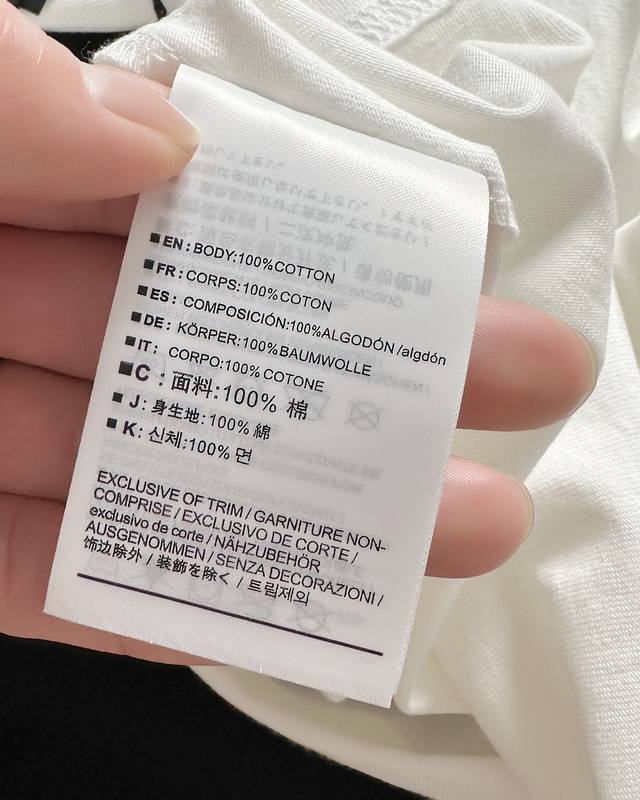 ■ EN : BODY:100%COTTON
■ FR : CORPS:100%COTON
■ ES : COMPOSICIÓN:100%ALGODÓN /algdón
■ DE : KÖRPER:100%BAUMWOLLE
■ IT: CORPO:100%COTONE
■ C : 面料:100% 棉
■ J : 身生地:100% 綿
■ K : 신체:100% 면
EXCLUSIVE OF TRIM / GARNITURE NON-
COMPRISE / EXCLUSIVO DE CORTE /
exclusivo de corte / NÄHZUBEHÖR
AUSGENOMMEN / SENZA DECORAZIONI /
饰边除外 / 装飾を除く / 트림제외